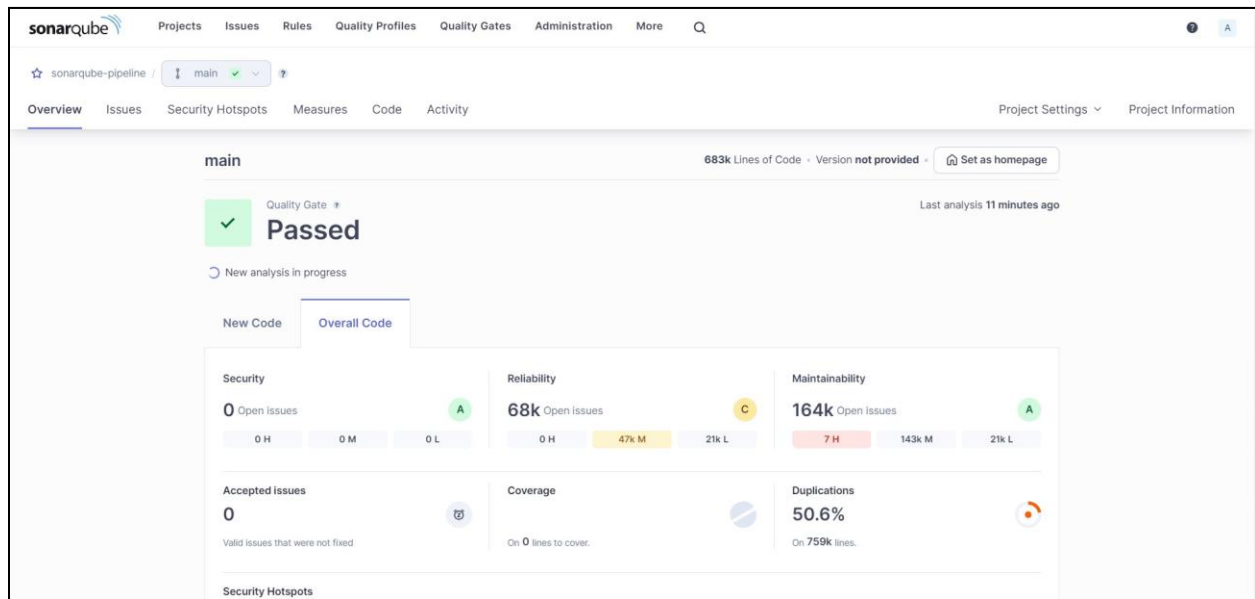 sonarqube Projects Issues Rules Quality Profiles Quality Gates Administration More ? A
sonarqube-pipeline / main ?
Overview Issues Security Hotspots Measures Code Activity Project Settings Project Information
main 683k Lines of Code • Version not provided • Set as homepage
Quality Gate ? Last analysis 11 minutes ago
Passed
New analysis in progress
New Code Overall Code
Security Reliability Maintainability
0 Open issues A 68k Open issues C 164k Open issues A
0 H 0 M 0 L 0 H 47k M 21k L 7 H 143k M 21k L
Accepted issues Coverage Duplications
0 50.6%
Valid issues that were not fixed On 0 lines to cover. On 759k lines.
Security Hotspots